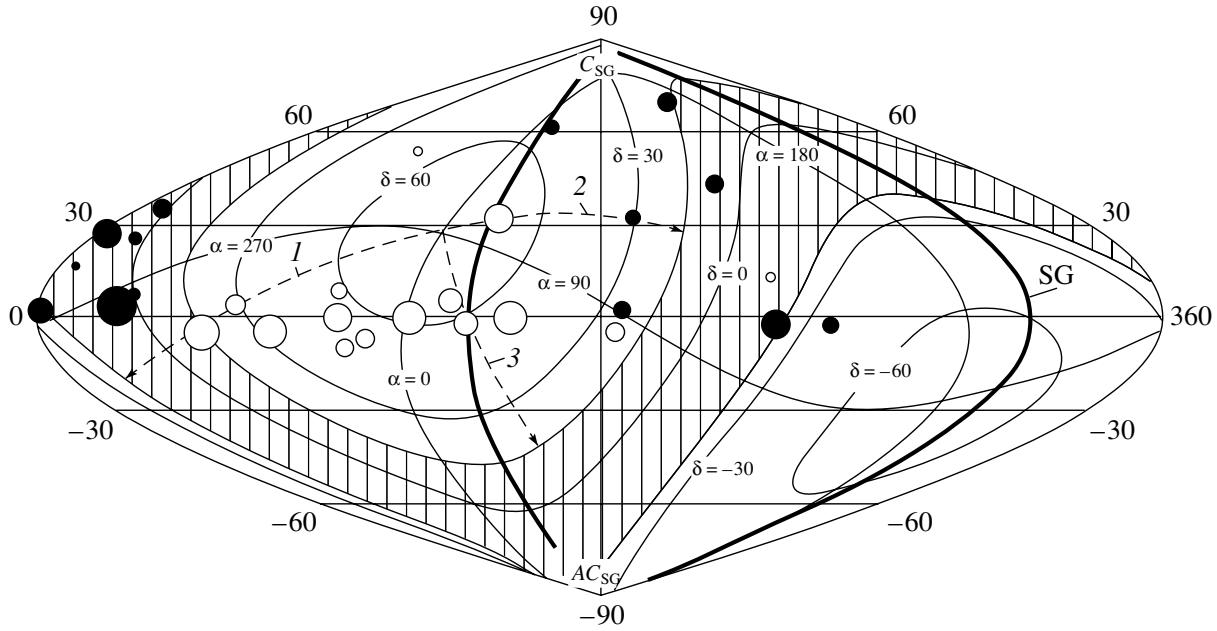 90
C_SG
60
60
δ = 30
α = 180
δ = 60
2
30
30
α = 270
1
δ = 0
SG
α = 90
0
360
3
α = 0
δ = −60
−30
−30
δ = −30
−60
−60
AC_SG
−90